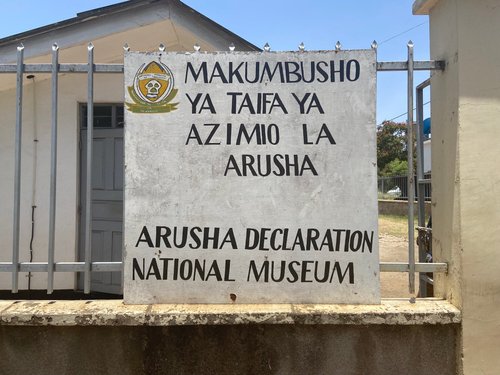 MAKUMBUSHO
YA TAIFA YA
AZIMIO LA
ARUSHA
ARUSHA DECLARATION
NATIONAL MUSEUM